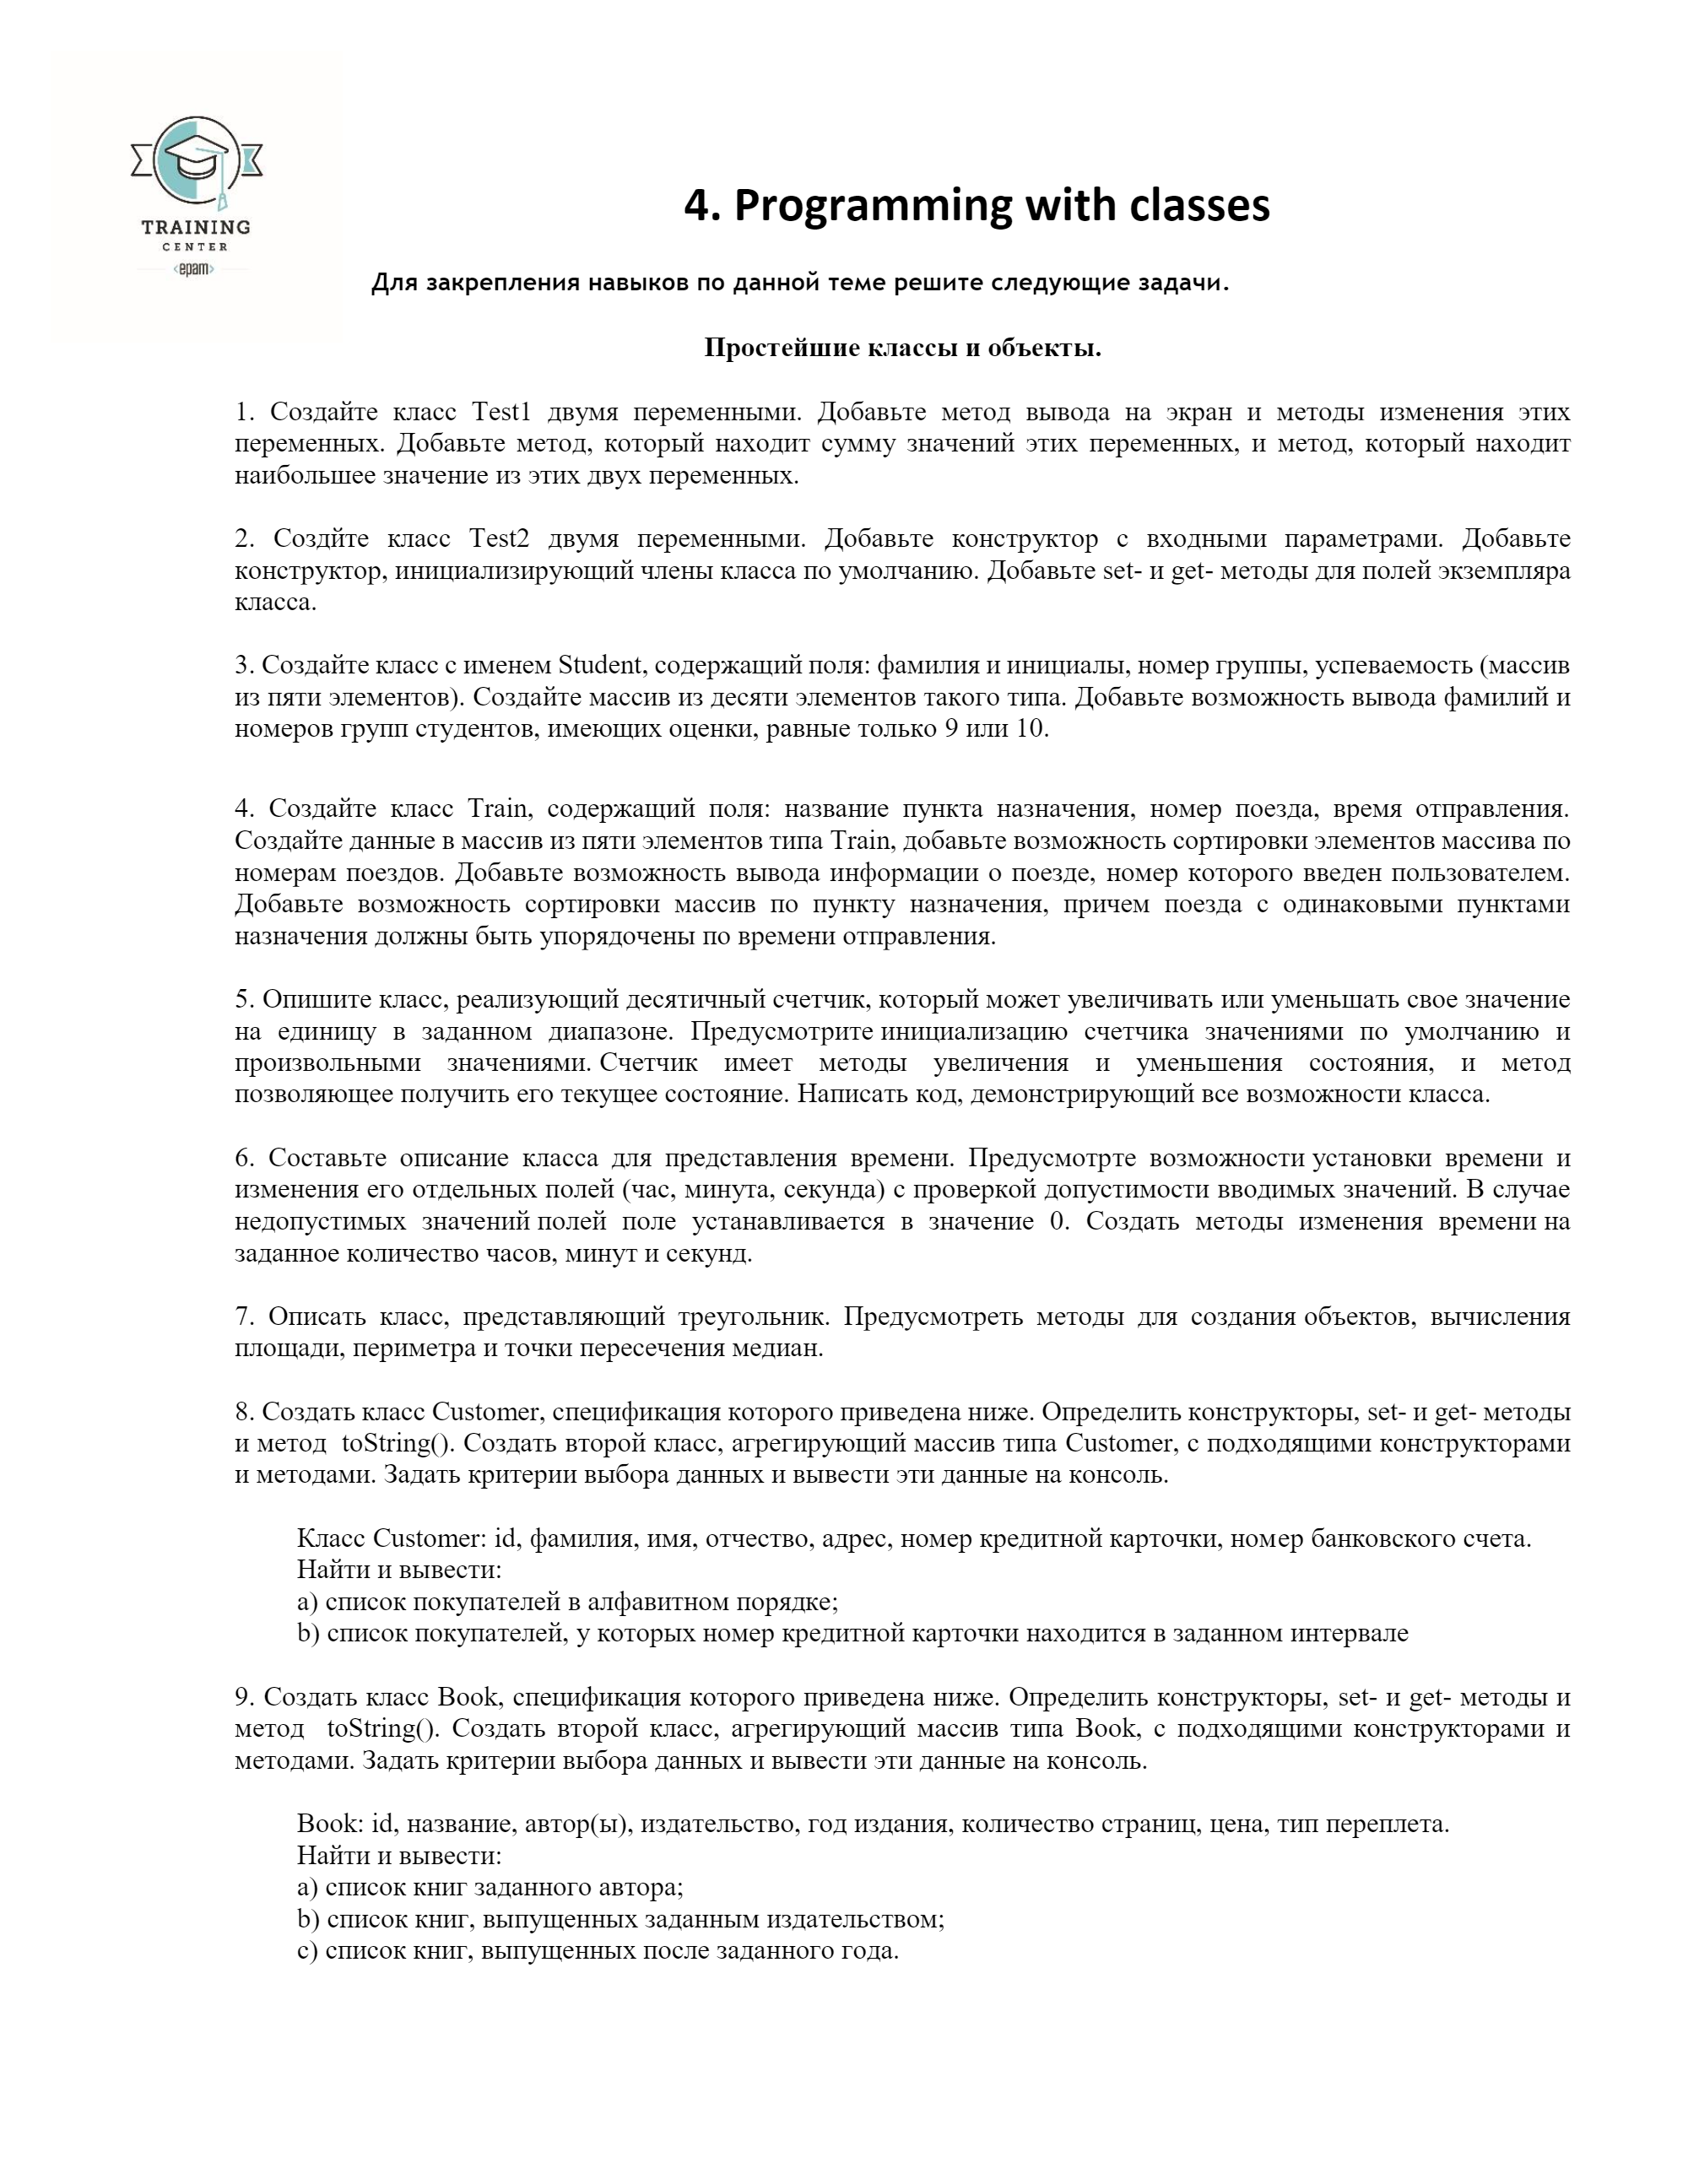 TRAINING
CENTER
<epam>
4. Programming with classes
Для закрепления навыков по данной теме решите следующие задачи.
Простейшие классы и объекты.
1. Создайте класс Test1 двумя переменными. Добавьте метод вывода на экран и методы изменения этих
переменных. Добавьте метод, который находит сумму значений этих переменных, и метод, который находит
наибольшее значение из этих двух переменных.
2. Создйте класс Test2 двумя переменными. Добавьте конструктор с входными параметрами. Добавьте
конструктор, инициализирующий члены класса по умолчанию. Добавьте set- и get- методы для полей экземпляра
класса.
3. Создайте класс с именем Student, содержащий поля: фамилия и инициалы, номер группы, успеваемость (массив
из пяти элементов). Создайте массив из десяти элементов такого типа. Добавьте возможность вывода фамилий и
номеров групп студентов, имеющих оценки, равные только 9 или 10.
4. Создайте класс Train, содержащий поля: название пункта назначения, номер поезда, время отправления.
Создайте данные в массив из пяти элементов типа Train, добавьте возможность сортировки элементов массива по
номерам поездов. Добавьте возможность вывода информации о поезде, номер которого введен пользователем.
Добавьте возможность сортировки массив по пункту назначения, причем поезда с одинаковыми пунктами
назначения должны быть упорядочены по времени отправления.
5. Опишите класс, реализующий десятичный счетчик, который может увеличивать или уменьшать свое значение
на единицу в заданном диапазоне. Предусмотрите инициализацию счетчика значениями по умолчанию и
произвольными значениями. Счетчик имеет методы увеличения и уменьшения состояния, и метод
позволяющее получить его текущее состояние. Написать код, демонстрирующий все возможности класса.
6. Составьте описание класса для представления времени. Предусмотрте возможности установки времени и
изменения его отдельных полей (час, минута, секунда) с проверкой допустимости вводимых значений. В случае
недопустимых значений полей поле устанавливается в значение 0. Создать методы изменения времени на
заданное количество часов, минут и секунд.
7. Описать класс, представляющий треугольник. Предусмотреть методы для создания объектов, вычисления
площади, периметра и точки пересечения медиан.
8. Создать класс Customer, спецификация которого приведена ниже. Определить конструкторы, set- и get- методы
и метод toString(). Создать второй класс, агрегирующий массив типа Customer, с подходящими конструкторами
и методами. Задать критерии выбора данных и вывести эти данные на консоль.
Класс Customer: id, фамилия, имя, отчество, адрес, номер кредитной карточки, номер банковского счета.
Найти и вывести:
a) список покупателей в алфавитном порядке;
b) список покупателей, у которых номер кредитной карточки находится в заданном интервале
9. Создать класс Book, спецификация которого приведена ниже. Определить конструкторы, set- и get- методы и
метод toString(). Создать второй класс, агрегирующий массив типа Book, с подходящими конструкторами и
методами. Задать критерии выбора данных и вывести эти данные на консоль.
Book: id, название, автор(ы), издательство, год издания, количество страниц, цена, тип переплета.
Найти и вывести:
a) список книг заданного автора;
b) список книг, выпущенных заданным издательством;
c) список книг, выпущенных после заданного года.